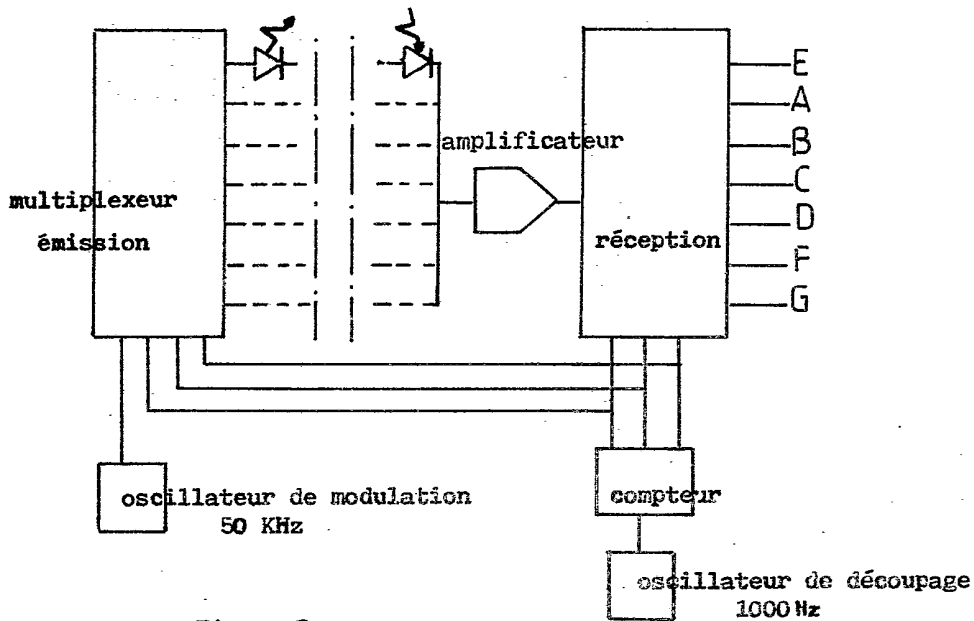 E
A
amplificateur
B
multiplexeur
émission
C
D
réception
F
G
oscillateur de modulation
50 KHz
compteur
oscillateur de découpage
1000 Hz